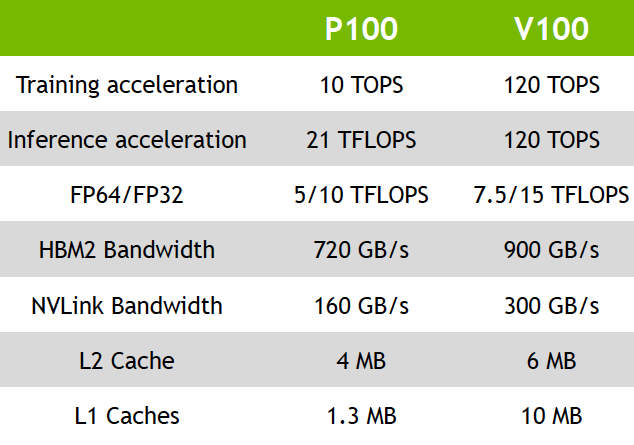 P100 V100
Training acceleration 10 TOPS 120 TOPS
Inference acceleration 21 TFLOPS 120 TOPS
FP64/FP32 5/10 TFLOPS 7.5/15 TFLOPS
HBM2 Bandwidth 720 GB/s 900 GB/s
NVLink Bandwidth 160 GB/s 300 GB/s
L2 Cache 4 MB 6 MB
L1 Caches 1.3 MB 10 MB